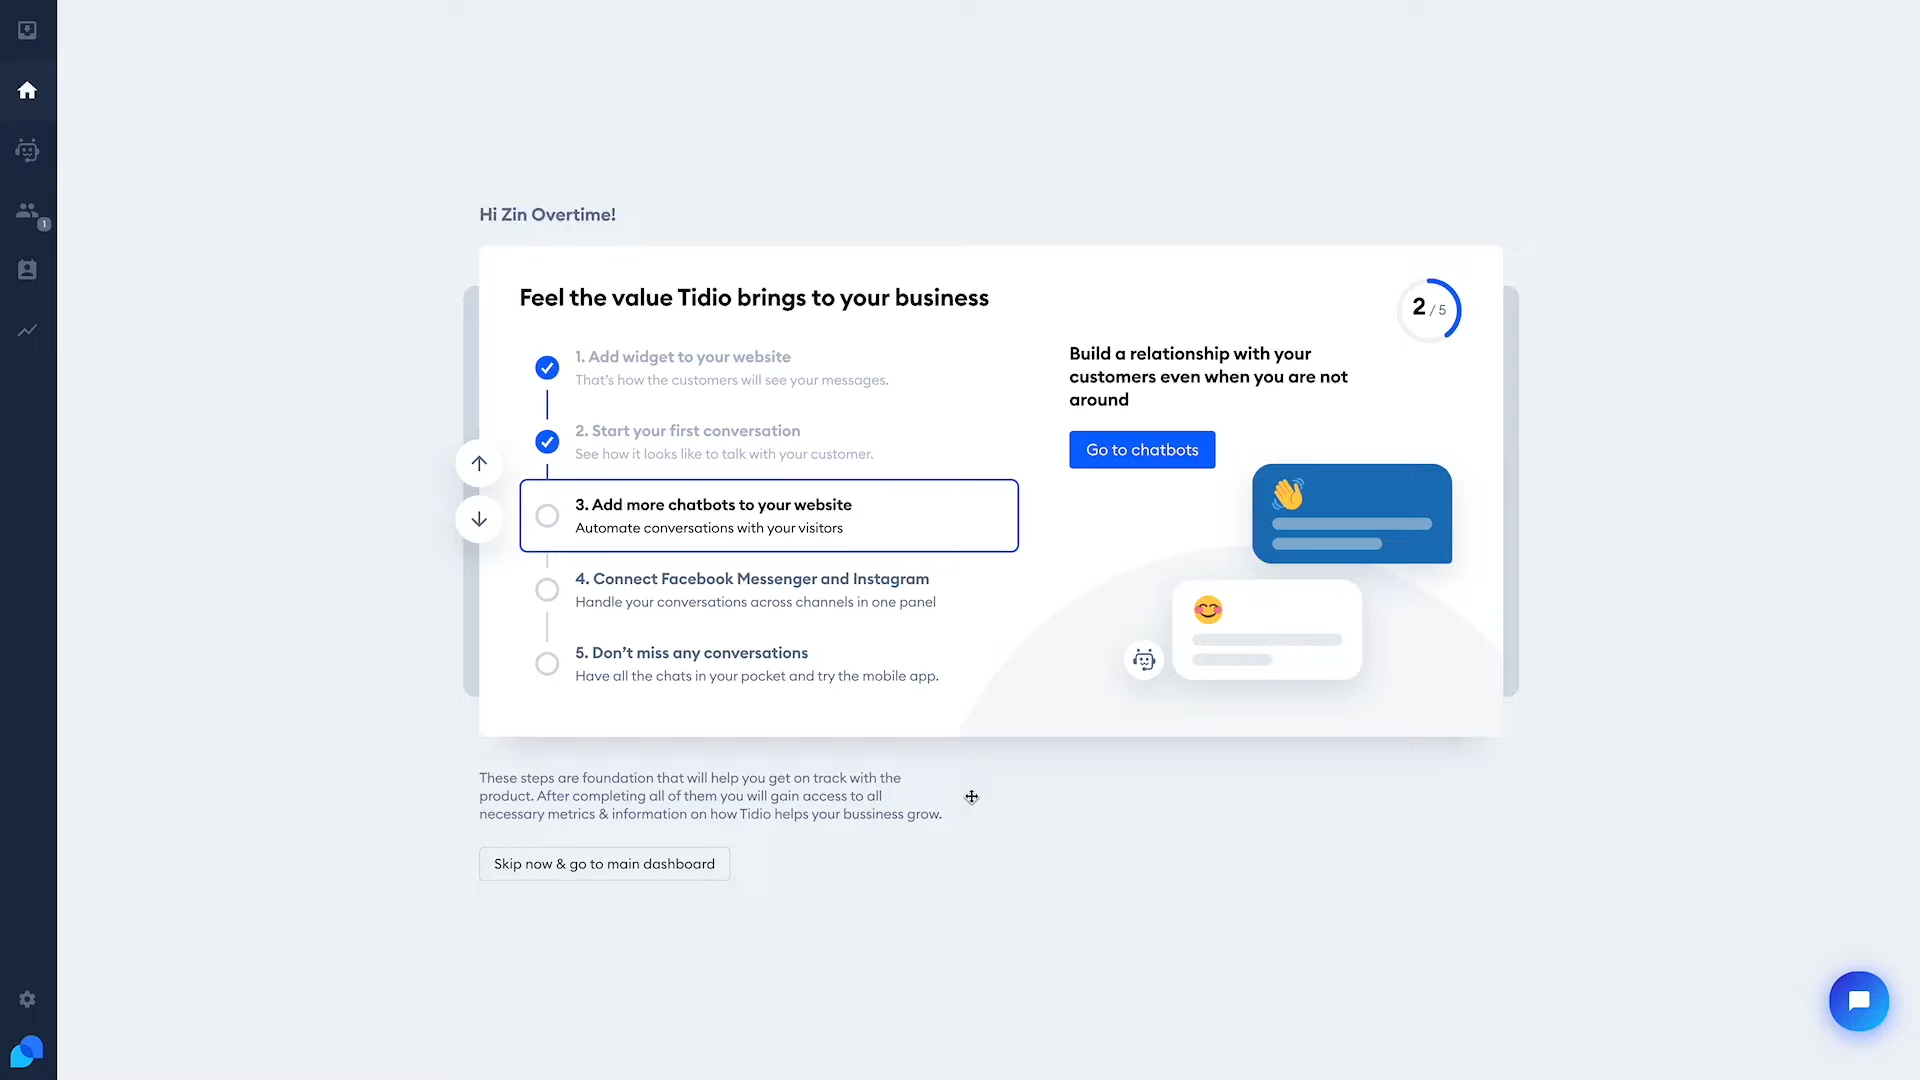 1
Hi Zin Overtime!
Feel the value Tidio brings to your business
2 / 5
1. Add widget to your website
That's how the customers will see your messages.
2. Start your first conversation
See how it looks like to talk with your customer.
3. Add more chatbots to your website
Automate conversations with your visitors
4. Connect Facebook Messenger and Instagram
Handle your conversations across channels in one panel
5. Don't miss any conversations
Have all the chats in your pocket and try the mobile app.
Build a relationship with your
customers even when you are not
around
Go to chatbots
These steps are foundation that will help you get on track with the
product. After completing all of them you will gain access to all
necessary metrics & information on how Tidio helps your bussiness grow.
Skip now & go to main dashboard